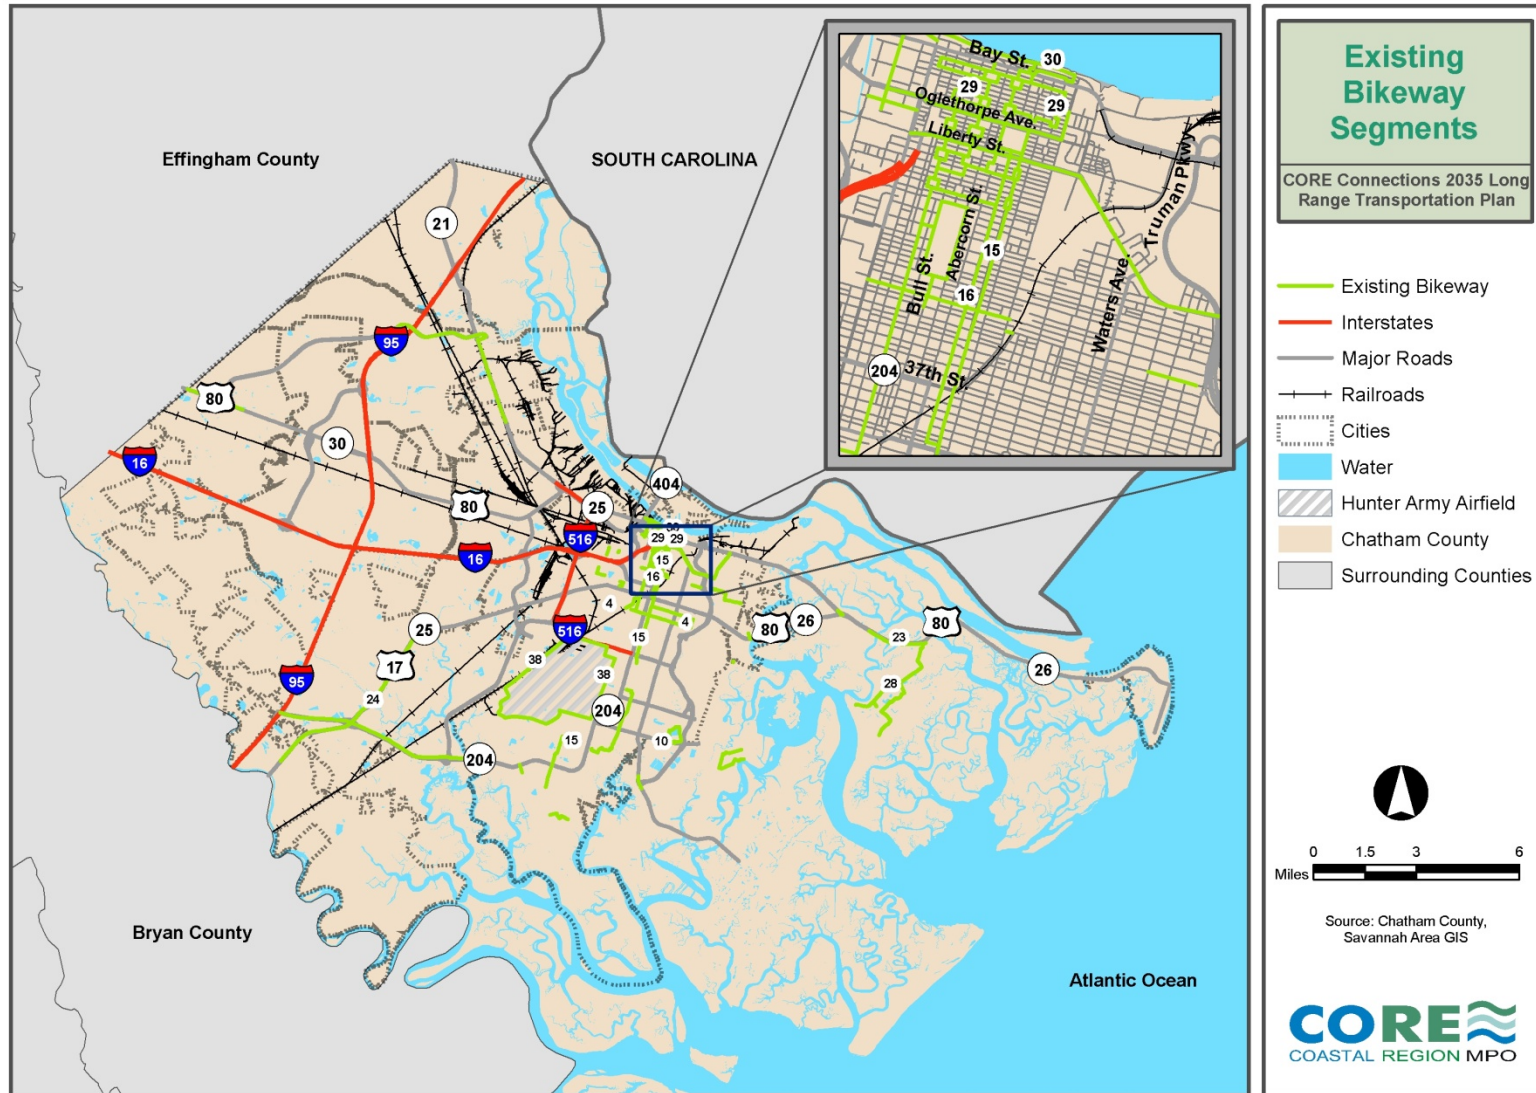 Effingham County
SOUTH CAROLINA
21
95
80
30
16
80
25
404
516
30
29 29
16
15
16
4
4
25
516
15
80
26
23
80
26
17
38
38
28
95
24
204
15
10
204
Bryan County
Atlantic Ocean
Bay St.
30
29
29
Oglethorpe Ave.
Liberty St.
Truman Pkwy
Abercorn St.
15
Bull St.
16
Waters Ave.
37th St.
204
Existing
Bikeway
Segments
CORE Connections 2035 Long
Range Transportation Plan
Existing Bikeway
Interstates
Major Roads
Railroads
Cities
Water
Hunter Army Airfield
Chatham County
Surrounding Counties
0 1.5 3 6
Miles
Source: Chatham County,
Savannah Area GIS
CORE
COASTAL REGION MPO